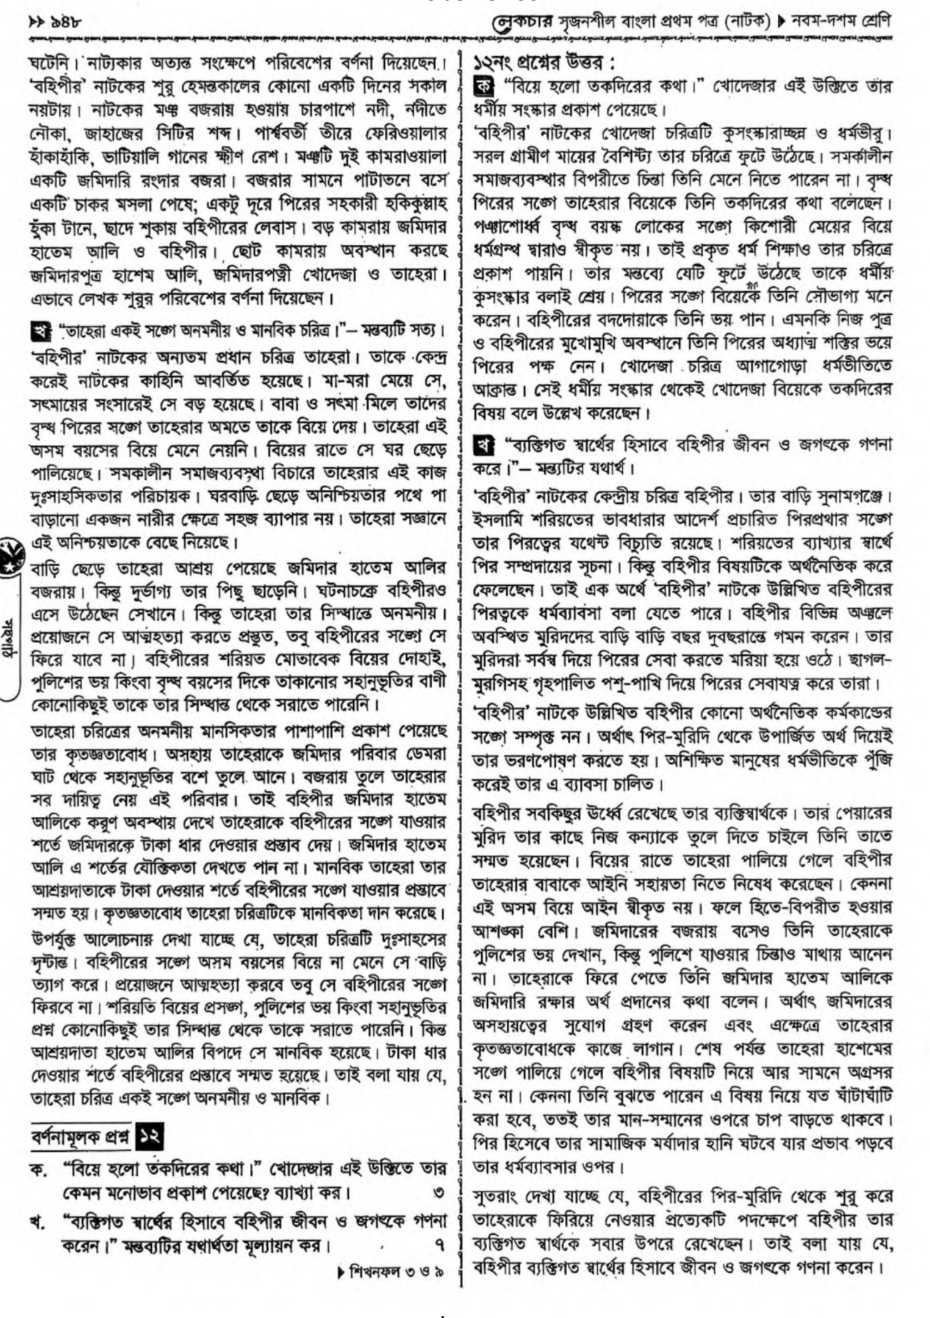 ›› ৯৪৮
লেকচার সৃজনশীল বাংলা প্রথম পত্র (নাটক) ▶ নবম-দশম শ্রেণি
ঘটেনি। নাট্যকার অত্যন্ত সংক্ষেপে পরিবেশের বর্ণনা দিয়েছেন।
‘বহিপীর’ নাটকের শুরু হেমন্তকালের কোনো একটি দিনের সকাল
নয়টায়। নাটকের মঞ্চ বজরায় হওয়ায় চারপাশে নদী, নদীতে
নৌকা, জাহাজের সিটির শব্দ। পার্শ্ববর্তী তীরে ফেরিওয়ালার
হাঁকাহাঁকি, ভাটিয়ালি গানের ক্ষীণ রেশ। মঞ্চটি দুই কামরাওয়ালা
একটি জমিদারি রংদার বজরা। বজরার সামনে পাটাতনে বসে
একটি চাকর মসলা পেষে; একটু দূরে পিরের সহকারী হকিকুল্লাহ
হুঁকা টানে, ছাদে শুকায় বহিপীরের লেবাস। বড় কামরায় জমিদার
হাতেম আলি ও বহিপীর। ছোট কামরায় অবস্থান করছে
জমিদারপুত্র হাশেম আলি, জমিদারপত্নী খোদেজা ও তাহেরা।
এভাবে লেখক শুরুর পরিবেশের বর্ণনা দিয়েছেন।
খ “তাহেরা একই সঙ্গে অনমনীয় ও মানবিক চরিত্র।”– মন্তব্যটি সত্য।
‘বহিপীর’ নাটকের অন্যতম প্রধান চরিত্র তাহেরা। তাকে কেন্দ্র
করেই নাটকের কাহিনি আবর্তিত হয়েছে। মা-মরা মেয়ে সে,
সৎমায়ের সংসারেই সে বড় হয়েছে। বাবা ও সৎমা মিলে তাদের
বৃদ্ধ পিরের সঙ্গে তাহেরার অমতে তাকে বিয়ে দেয়। তাহেরা এই
অসম বয়সের বিয়ে মেনে নেয়নি। বিয়ের রাতে সে ঘর ছেড়ে
পালিয়েছে। সমকালীন সমাজব্যবস্থা বিচারে তাহেরার এই কাজ
দুঃসাহসিকতার পরিচায়ক। ঘরবাড়ি ছেড়ে অনিশ্চিয়তার পথে পা
বাড়ানো একজন নারীর ক্ষেত্রে সহজ ব্যাপার নয়। তাহেরা সজ্ঞানে
এই অনিশ্চয়তাকে বেছে নিয়েছে।
বাড়ি ছেড়ে তাহেরা আশ্রয় পেয়েছে জমিদার হাতেম আলির
বজরায়। কিন্তু দুর্ভাগ্য তার পিছু ছাড়েনি। ঘটনাচক্রে বহিপীরও
এসে উঠেছেন সেখানে। কিন্তু তাহেরা তার সিদ্ধান্তে অনমনীয়।
প্রয়োজনে সে আত্মহত্যা করতে প্রস্তুত, তবু বহিপীরের সঙ্গে সে
ফিরে যাবে না। বহিপীরের শরিয়ত মোতাবেক বিয়ের দোহাই,
পুলিশের ভয় কিংবা বৃদ্ধ বয়সের দিকে তাকানোর সহানুভূতির বাণী
কোনোকিছুই তাকে তার সিদ্ধান্ত থেকে সরাতে পারেনি।
তাহেরা চরিত্রের অনমনীয় মানসিকতার পাশাপাশি প্রকাশ পেয়েছে
তার কৃতজ্ঞতাবোধ। অসহায় তাহেরাকে জমিদার পরিবার ডেমরা
ঘাট থেকে সহানুভূতির বশে তুলে আনে। বজরায় তুলে তাহেরার
সব দায়িত্ব নেয় এই পরিবার। তাই বহিপীর জমিদার হাতেম
আলিকে করুণ অবস্থায় দেখে তাহেরাকে বহিপীরের সঙ্গে যাওয়ার
শর্তে জমিদারকে টাকা ধার দেওয়ার প্রস্তাব দেয়। জমিদার হাতেম
আলি এ শর্তের যৌক্তিকতা দেখতে পান না। মানবিক তাহেরা তার
আশ্রয়দাতাকে টাকা দেওয়ার শর্তে বহিপীরের সঙ্গে যাওয়ার প্রস্তাবে
সম্মত হয়। কৃতজ্ঞতাবোধ তাহেরা চরিত্রটিকে মানবিকতা দান করেছে।
উপর্যুক্ত আলোচনায় দেখা যাচ্ছে যে, তাহেরা চরিত্রটি দুঃসাহসের
দৃষ্টান্ত। বহিপীরের সঙ্গে অসম বয়সের বিয়ে না মেনে সে বাড়ি
ত্যাগ করে। প্রয়োজনে আত্মহত্যা করবে তবু সে বহিপীরের সঙ্গে
ফিরবে না। শরিয়তি বিয়ের প্রসঙ্গ, পুলিশের ভয় কিংবা সহানুভূতির
প্রশ্ন কোনোকিছুই তার সিদ্ধান্ত থেকে তাকে সরাতে পারেনি। কিন্ত
আশ্রয়দাতা হাতেম আলির বিপদে সে মানবিক হয়েছে। টাকা ধার
দেওয়ার শর্তে বহিপীরের প্রস্তাবে সম্মত হয়েছে। তাই বলা যায় যে,
তাহেরা চরিত্র একই সঙ্গে অনমনীয় ও মানবিক।
বর্ণনামূলক প্রশ্ন ১২
ক. “বিয়ে হলো তকদিরের কথা।” খোদেজার এই উক্তিতে তার
কেমন মনোভাব প্রকাশ পেয়েছে? ব্যাখ্যা কর। ৩
খ. “ব্যক্তিগত স্বার্থের হিসাবে বহিপীর জীবন ও জগৎকে গণনা
করেন।” মন্তব্যটির যথার্থতা মূল্যায়ন কর। ৭
▶ শিখনফল ৩ ও ৯
সহপাঠ
১২নং প্রশ্নের উত্তর :
ক “বিয়ে হলো তকদিরের কথা।” খোদেজার এই উক্তিতে তার
ধর্মীয় সংস্কার প্রকাশ পেয়েছে।
‘বহিপীর’ নাটকের খোদেজা চরিত্রটি কুসংস্কারাচ্ছন্ন ও ধর্মভীরু।
সরল গ্রামীণ মায়ের বৈশিষ্ট্য তার চরিত্রে ফুটে উঠেছে। সমকালীন
সমাজব্যবস্থার বিপরীতে চিন্তা তিনি মেনে নিতে পারেন না। বৃদ্ধ
পিরের সঙ্গে তাহেরার বিয়েকে তিনি তকদিরের কথা বলেছেন।
পঞ্চাশোর্ধ্ব বৃদ্ধ বয়স্ক লোকের সঙ্গে কিশোরী মেয়ের বিয়ে
ধর্মগ্রন্থ দ্বারাও স্বীকৃত নয়। তাই প্রকৃত ধর্ম শিক্ষাও তার চরিত্রে
প্রকাশ পায়নি। তার মন্তব্যে যেটি ফুটে উঠেছে তাকে ধর্মীয়
কুসংস্কার বলাই শ্রেয়। পিরের সঙ্গে বিয়েকে তিনি সৌভাগ্য মনে
করেন। বহিপীরের বদদোয়াকে তিনি ভয় পান। এমনকি নিজ পুত্র
ও বহিপীরের মুখোমুখি অবস্থানে তিনি পিরের অধ্যাত্ম শক্তির ভয়ে
পিরের পক্ষ নেন। খোদেজা চরিত্র আগাগোড়া ধর্মভীতিতে
আক্রান্ত। সেই ধর্মীয় সংস্কার থেকেই খোদেজা বিয়েকে তকদিরের
বিষয় বলে উল্লেখ করেছেন।
খ “ব্যক্তিগত স্বার্থের হিসাবে বহিপীর জীবন ও জগৎকে গণনা
করে।”– মন্তব্যটির যথার্থ।
‘বহিপীর’ নাটকের কেন্দ্রীয় চরিত্র বহিপীর। তার বাড়ি সুনামগঞ্জে।
ইসলামি শরিয়তের ভাবধারার আদের্শ প্রচারিত পিরপ্রথার সঙ্গে
তার পিরত্বের যথেষ্ট বিচ্যুতি রয়েছে। শরিয়তের ব্যাখ্যার স্বার্থে
পির সম্প্রদায়ের সূচনা। কিন্তু বহিপীর বিষয়টিকে অর্থনৈতিক করে
ফেলেছেন। তাই এক অর্থে ‘বহিপীর’ নাটকে উল্লিখিত বহিপীরের
পিরত্বকে ধর্মব্যাবসা বলা যেতে পারে। বহিপীর বিভিন্ন অঞ্চলে
অবস্থিত মুরিদদের বাড়ি বাড়ি বছর দুবছরান্তে গমন করেন। তার
মুরিদরা সর্বস্ব দিয়ে পিরের সেবা করতে মরিয়া হয়ে ওঠে। ছাগল-
মুরগিসহ গৃহপালিত পশু-পাখি দিয়ে পিরের সেবাযত্ন করে তারা।
‘বহিপীর’ নাটকে উল্লিখিত বহিপীর কোনো অর্থনৈতিক কর্মকাণ্ডের
সঙ্গে সম্পৃক্ত নন। অর্থাৎ পির-মুরিদি থেকে উপার্জিত অর্থ দিয়েই
তার ভরণপোষণ করতে হয়। অশিক্ষিত মানুষের ধর্মভীতিকে পুঁজি
করেই তার এ ব্যাবসা চালিত।
বহিপীর সবকিছুর ঊর্ধ্বে রেখেছে তার ব্যক্তিস্বার্থকে। তার পেয়ারের
মুরিদ তার কাছে নিজ কন্যাকে তুলে দিতে চাইলে তিনি তাতে
সম্মত হয়েছেন। বিয়ের রাতে তাহেরা পালিয়ে গেলে বহিপীর
তাহেরার বাবাকে আইনি সহায়তা নিতে নিষেধ করেছেন। কেননা
এই অসম বিয়ে আইন স্বীকৃত নয়। ফলে হিতে-বিপরীত হওয়ার
আশঙ্কা বেশি। জমিদারের বজরায় বসেও তিনি তাহেরাকে
পুলিশের ভয় দেখান, কিন্তু পুলিশে যাওয়ার চিন্তাও মাথায় আনেন
না। তাহেরাকে ফিরে পেতে তিনি জমিদার হাতেম আলিকে
জমিদারি রক্ষার অর্থ প্রদানের কথা বলেন। অর্থাৎ জমিদারের
অসহায়ত্বের সুযোগ গ্রহণ করেন এবং এক্ষেত্রে তাহেরার
কৃতজ্ঞতাবোধকে কাজে লাগান। শেষ পর্যন্ত তাহেরা হাশেমের
সঙ্গে পালিয়ে গেলে বহিপীর বিষয়টি নিয়ে আর সামনে অগ্রসর
হন না। কেননা তিনি বুঝতে পারেন এ বিষয় নিয়ে যত ঘাঁটাঘাঁটি
করা হবে, ততই তার মান-সম্মানের ওপরে চাপ বাড়তে থাকবে।
পির হিসেবে তার সামাজিক মর্যাদার হানি ঘটবে যার প্রভাব পড়বে
তার ধর্মব্যাবসার ওপর।
সুতরাং দেখা যাচ্ছে যে, বহিপীরের পির-মুরিদি থেকে শুরু করে
তাহেরাকে ফিরিয়ে নেওয়ার প্রত্যেকটি পদক্ষেপে বহিপীর তার
ব্যক্তিগত স্বার্থকে সবার উপরে রেখেছেন। তাই বলা যায় যে,
বহিপীর ব্যক্তিগত স্বার্থের হিসাবে জীবন ও জগৎকে গণনা করেন।